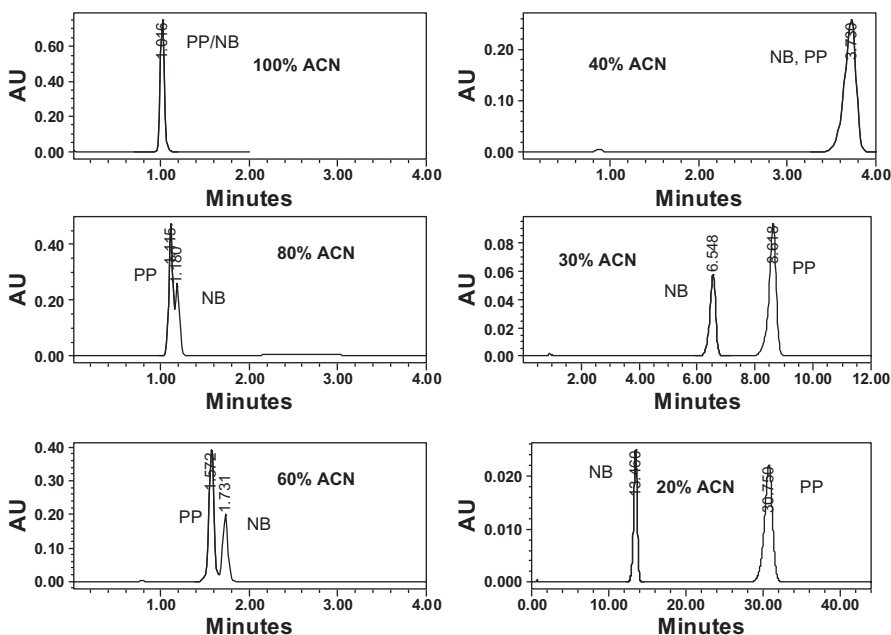 0.60
0.40
0.20
0.00
AU
1.016
PP/NB
100% ACN
1.00 2.00 3.00 4.00
Minutes
0.20
0.10
0.00
AU
40% ACN
NB, PP
3.730
1.00 2.00 3.00 4.00
Minutes
0.40
0.20
0.00
AU
PP
1.115
1.180
NB
80% ACN
1.00 2.00 3.00 4.00
Minutes
0.08
0.06
0.04
0.02
0.00
AU
30% ACN
NB
6.548
8.618
PP
2.00 4.00 6.00 8.00 10.00 12.00
Minutes
0.40
0.30
0.20
0.10
0.00
AU
PP
1.572
1.731
NB
60% ACN
1.00 2.00 3.00 4.00
Minutes
0.020
0.010
0.000
AU
NB
13.460
20% ACN
30.750
PP
0.00 10.00 20.00 30.00 40.00
Minutes